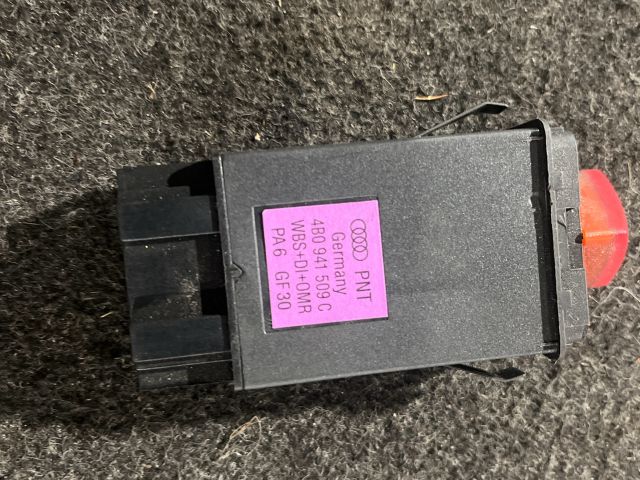 PNT
Germany
4B0 941 509 C
WBS+DI+OMR
PA6 GF30